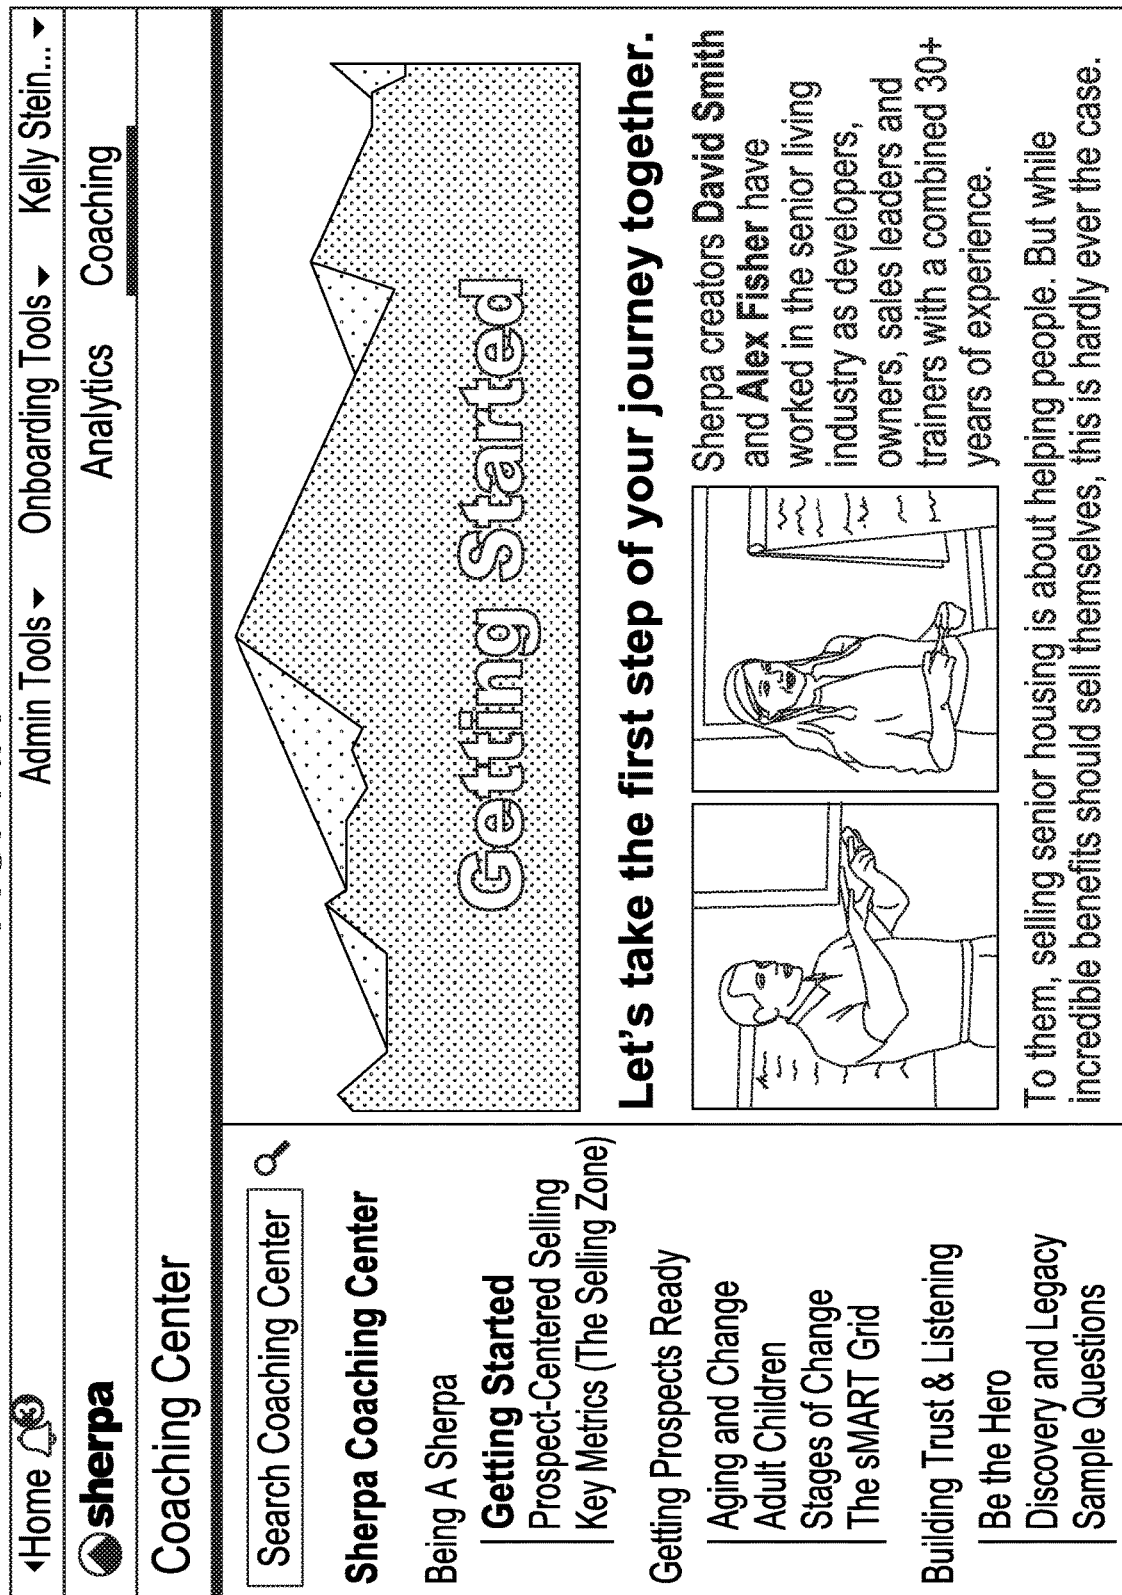 Home 3 Admin Tools Onboarding Tools Kelly Stein...
sherpa Analytics Coaching
Coaching Center
Search Coaching Center
Sherpa Coaching Center
Being A Sherpa
Getting Started
Prospect-Centered Selling
Key Metrics (The Selling Zone)
Getting Prospects Ready
Aging and Change
Adult Children
Stages of Change
The sMART Grid
Building Trust & Listening
Be the Hero
Discovery and Legacy
Sample Questions
Getting Started
Let's take the first step of your journey together.
Sherpa creators David Smith
and Alex Fisher have
worked in the senior living
industry as developers,
owners, sales leaders and
trainers with a combined 30+
years of experience.
To them, selling senior housing is about helping people. But while
incredible benefits should sell themselves, this is hardly ever the case.